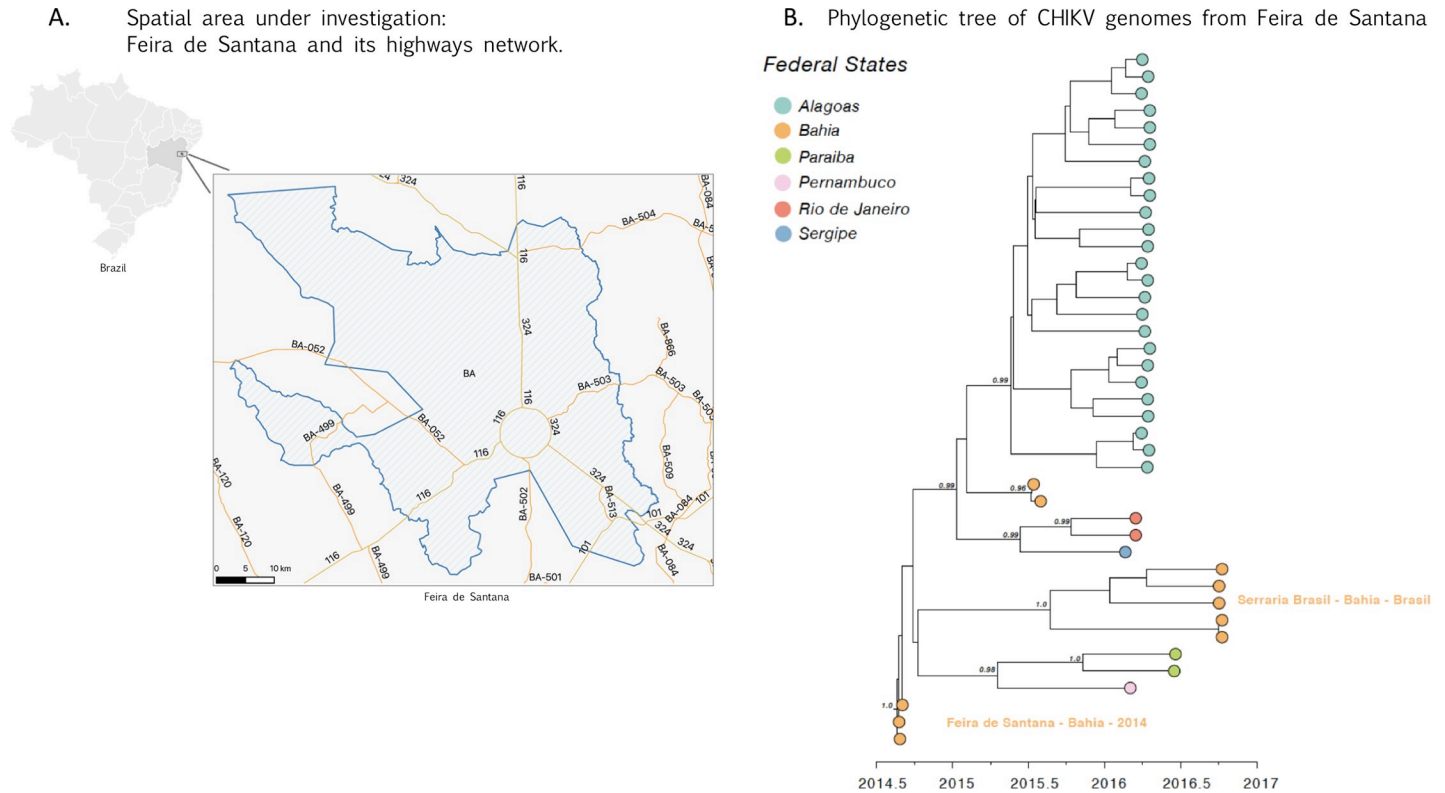 A.
Spatial area under investigation:
Feira de Santana and its highways network.
Brazil
324
116
BA-084
BA-504
116
324
BA-052
BA
BA-866
BA-503
BA-503
116
116
324
BA-499
BA-052
116
BA-509
BA-120
324
116
BA-499
BA-502
BA-513
101
BA-084
101
BA-120
324
324
116
BA-499
101
BA-084
BA-501
0 5 10 km
Feira de Santana
B.
Phylogenetic tree of CHIKV genomes from Feira de Santana
Federal States
Alagoas
Bahia
Paraiba
Pernambuco
Rio de Janeiro
Sergipe
0.99
0.99
0.96
0.99
0.99
1.0
Serraria Brasil - Bahia - Brasil
1.0
0.98
1.0
Feira de Santana - Bahia - 2014
2014.5 2015 2015.5 2016 2016.5 2017